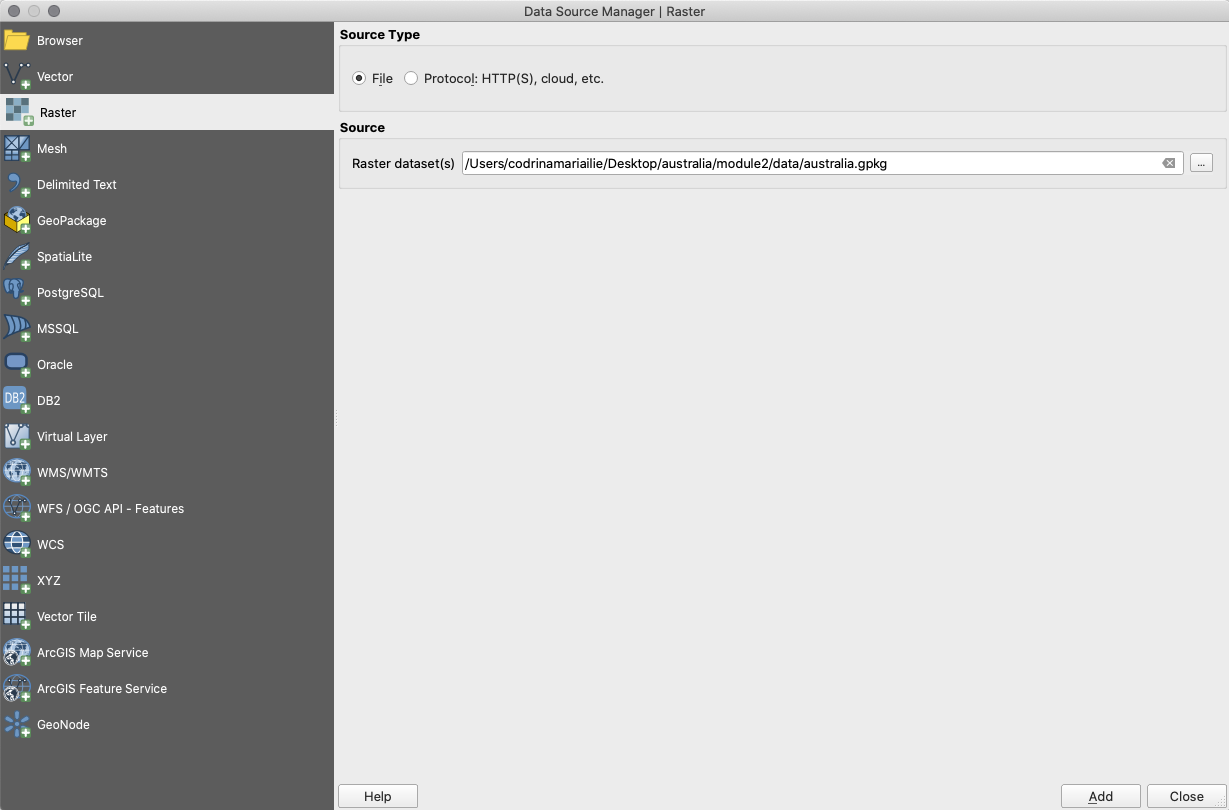 Data Source Manager | Raster
Browser
Vector
Raster
Mesh
Delimited Text
GeoPackage
SpatiaLite
PostgreSQL
MSSQL
Oracle
DB2
DB2
Virtual Layer
WMS/WMTS
WFS / OGC API - Features
WCS
XYZ
Vector Tile
ArcGIS Map Service
ArcGIS Feature Service
GeoNode
Source Type
File Protocol: HTTP(S), cloud, etc.
Source
Raster dataset(s) /Users/codrinamariailie/Desktop/australia/module2/data/australia.gpkg ...
Help Add Close